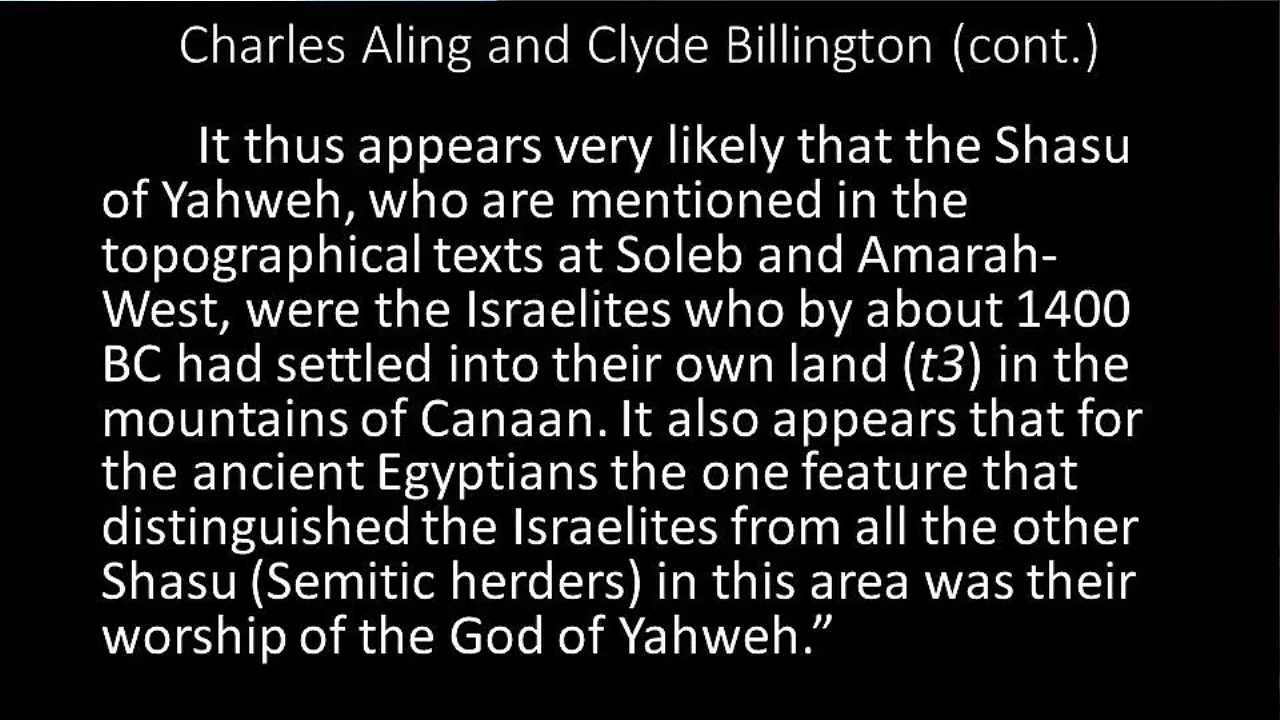 Charles Aling and Clyde Billington (cont.)
It thus appears very likely that the Shasu
of Yahweh, who are mentioned in the
topographical texts at Soleb and Amarah-
West, were the Israelites who by about 1400
BC had settled into their own land (t3) in the
mountains of Canaan. It also appears that for
the ancient Egyptians the one feature that
distinguished the Israelites from all the other
Shasu (Semitic herders) in this area was their
worship of the God of Yahweh.”